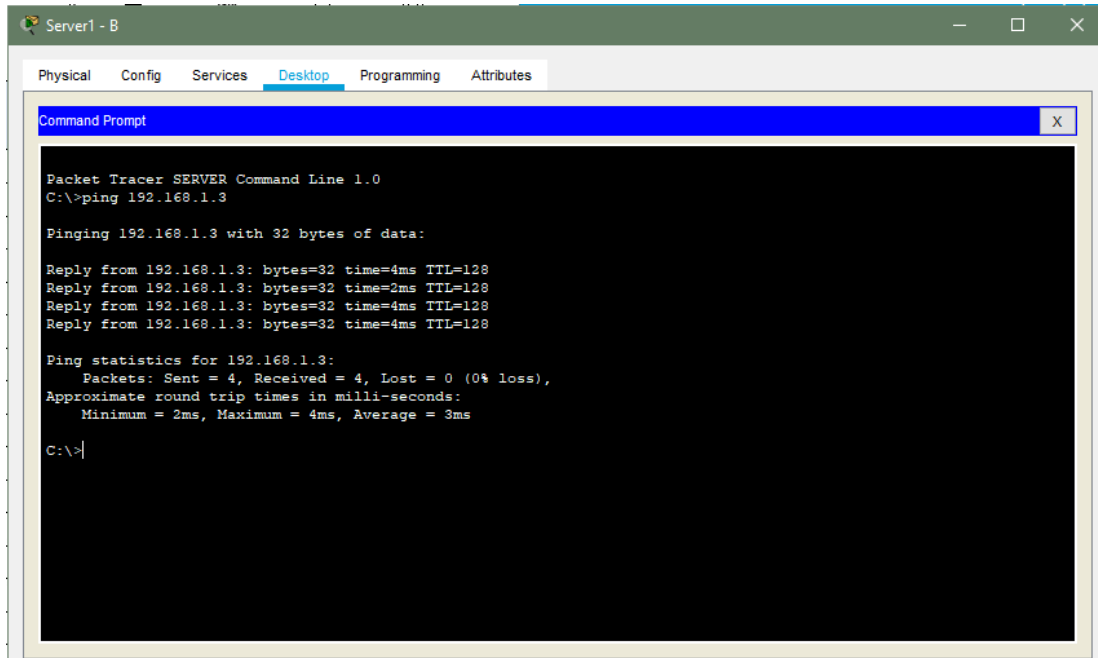 Server1 - B
Physical Config Services Desktop Programming Attributes
Command Prompt
X
Packet Tracer SERVER Command Line 1.0
C:\>ping 192.168.1.3
Pinging 192.168.1.3 with 32 bytes of data:
Reply from 192.168.1.3: bytes=32 time=4ms TTL=128
Reply from 192.168.1.3: bytes=32 time=2ms TTL=128
Reply from 192.168.1.3: bytes=32 time=4ms TTL=128
Reply from 192.168.1.3: bytes=32 time=4ms TTL=128
Ping statistics for 192.168.1.3:
Packets: Sent = 4, Received = 4, Lost = 0 (0% loss),
Approximate round trip times in milli-seconds:
Minimum = 2ms, Maximum = 4ms, Average = 3ms
C:\>